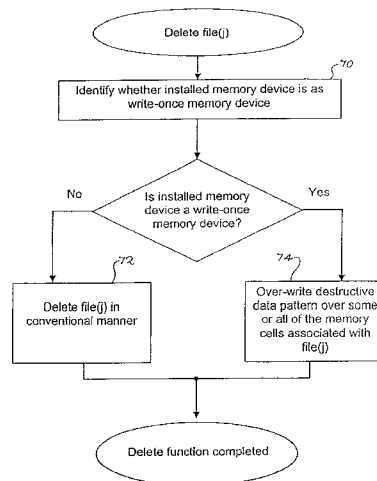 Delete file(j)
70
Identify whether installed memory device is as
write-once memory device
No
Is installed memory
device a write-once
memory device?
Yes
72
Delete file(j) in
conventional manner
74
Over-write destructive
data pattern over some
or all of the memory
cells associated with
file(j)
Delete function completed